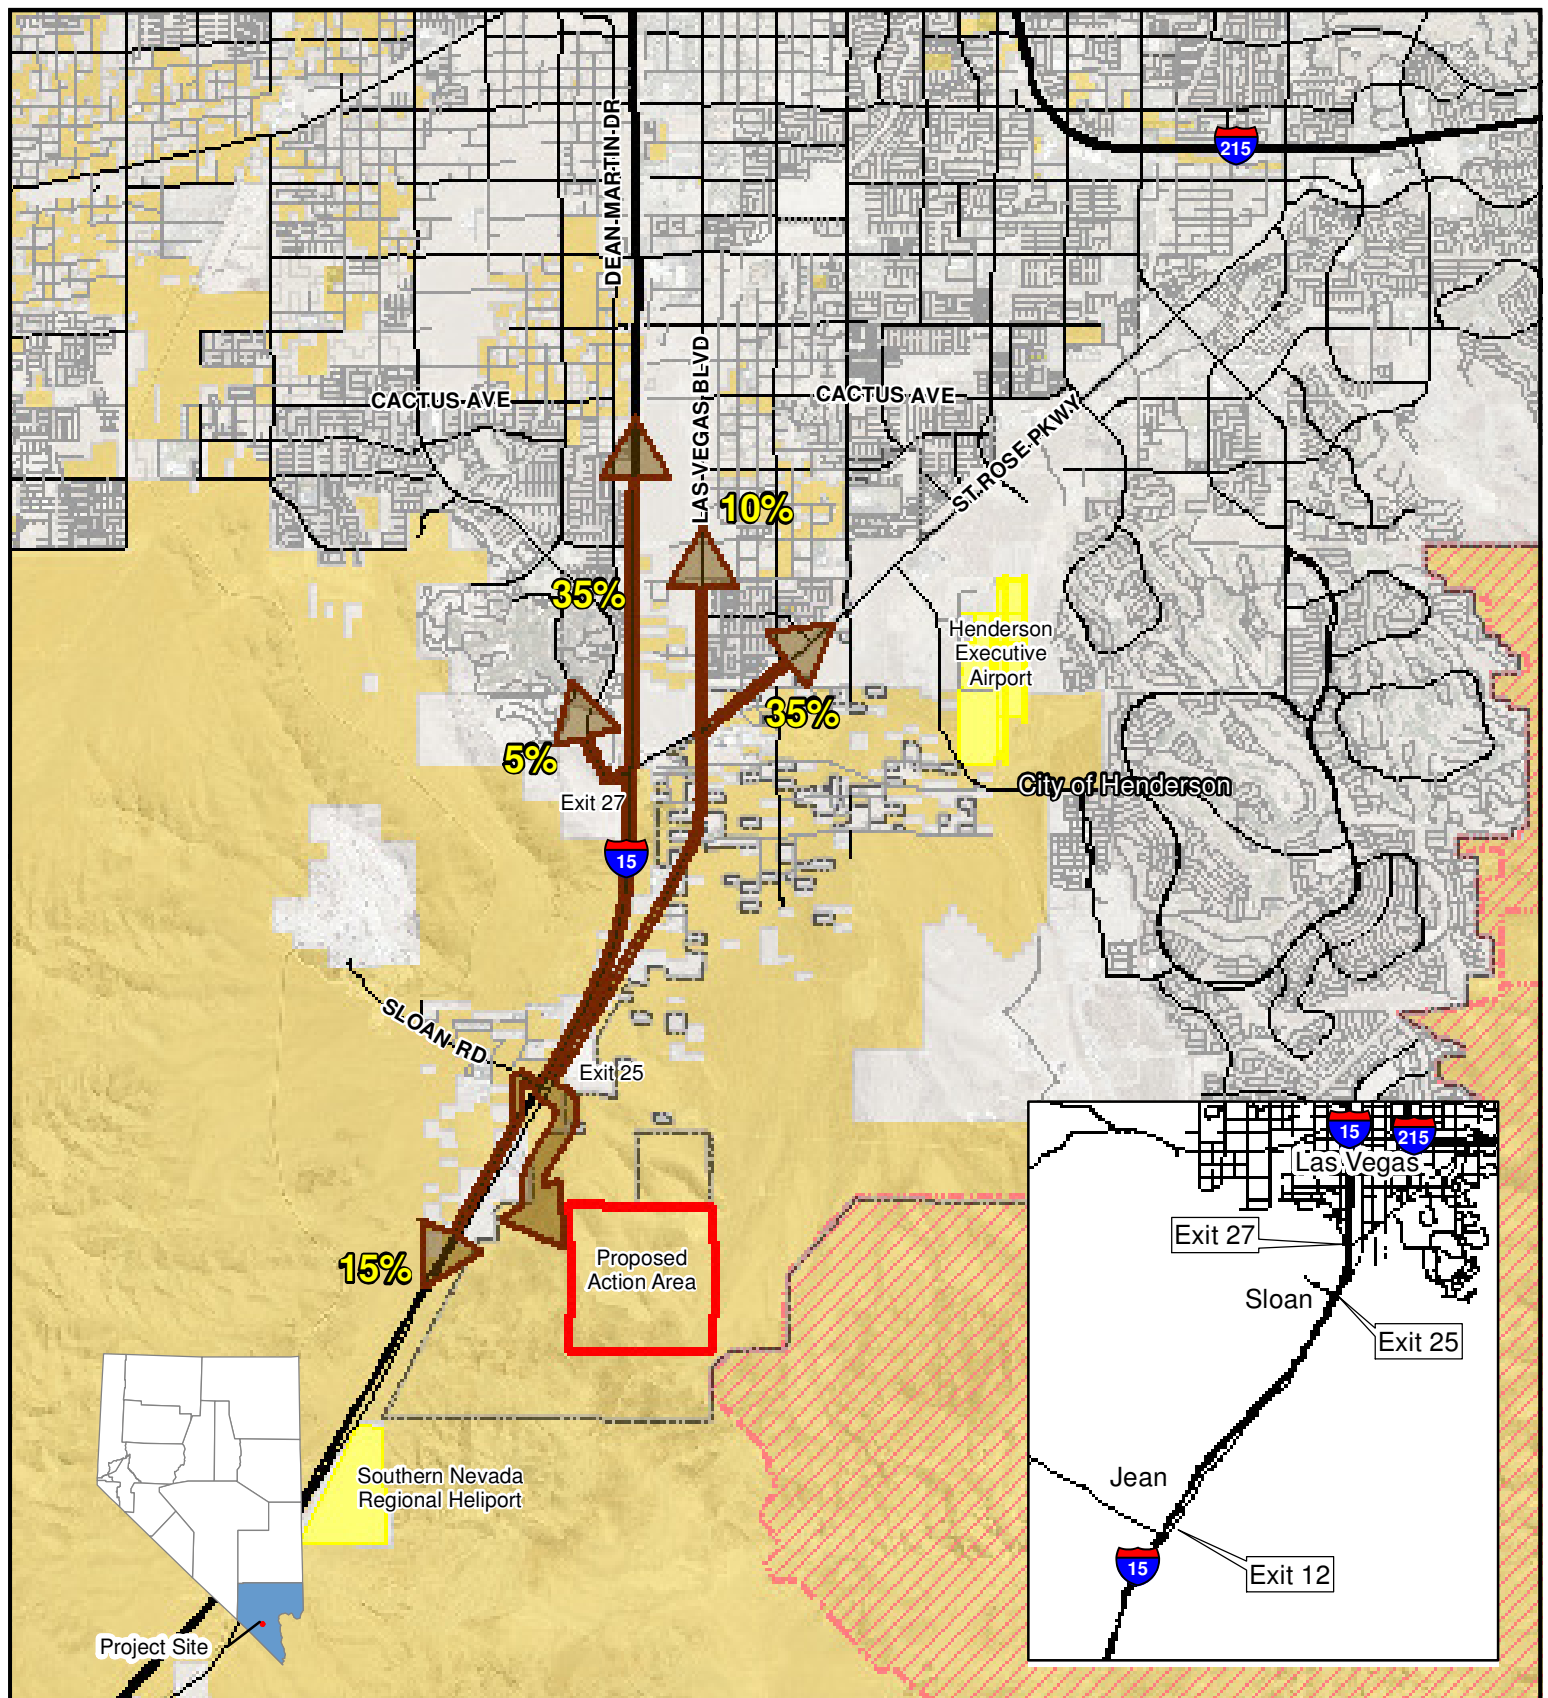 DEAN MARTIN DR
215
LAS VEGAS BLVD
CACTUS AVE
CACTUS AVE
ST. ROSE PKWY
10%
35%
Henderson
Executive
Airport
35%
5%
City of Henderson
Exit 27
15
SLOAN RD
Exit 25
15%
Proposed
Action Area
Southern Nevada
Regional Heliport
Project Site
15
215
Las Vegas
Exit 27
Sloan
Exit 25
Jean
15
Exit 12